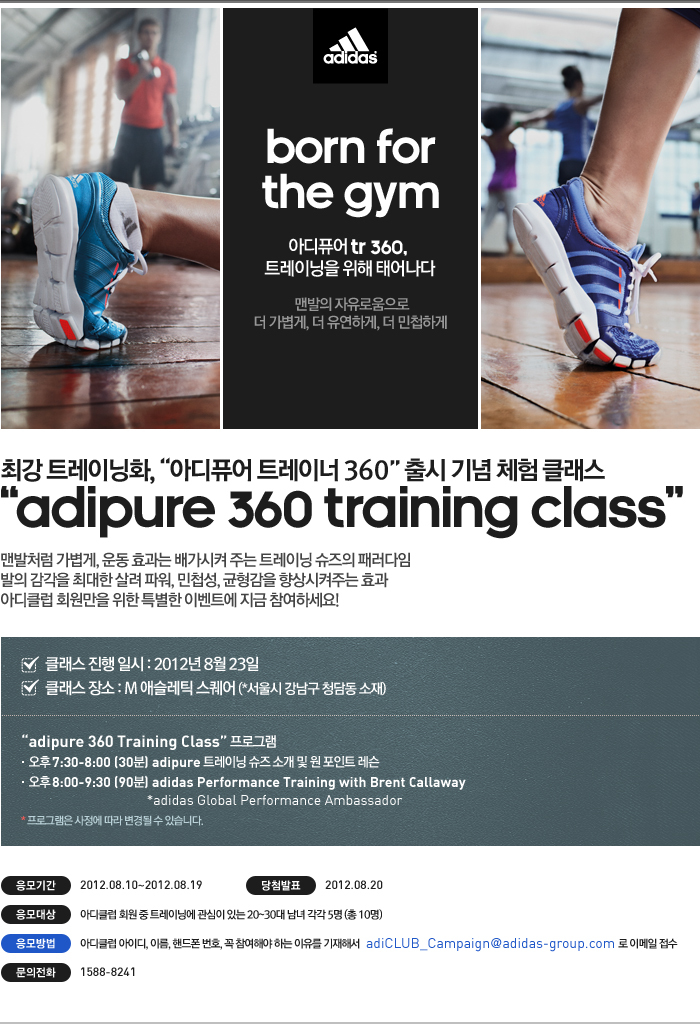 adidas
born for
the gym
아디퓨어 tr 360,
트레이닝을 위해 태어나다
맨발의 자유로움으로
더 가볍게, 더 유연하게, 더 민첩하게
최강 트레이닝화, “아디퓨어 트레이너 360” 출시 기념 체험 클래스
“adipure 360 training class”
맨발처럼 가볍게, 운동 효과는 배가시켜 주는 트레이닝 슈즈의 패러다임
발의 감각을 최대한 살려 파워, 민첩성, 균형감을 향상시켜주는 효과
아디클럽 회원만을 위한 특별한 이벤트에 지금 참여하세요!
클래스 진행 일시 : 2012년 8월 23일
클래스 장소 : M 애슬레틱 스퀘어 (*서울시 강남구 청담동 소재)
“adipure 360 Training Class” 프로그램
· 오후 7:30-8:00 (30분) adipure 트레이닝 슈즈 소개 및 원 포인트 레슨
· 오후 8:00-9:30 (90분) adidas Performance Training with Brent Callaway
*adidas Global Performance Ambassador
* 프로그램은 사정에 따라 변경될 수 있습니다.
응모기간 2012.08.10~2012.08.19 당첨발표 2012.08.20
응모대상 아디클럽 회원 중 트레이닝에 관심이 있는 20~30대 남녀 각각 5명 (총 10명)
응모방법 아디클럽 아이디, 이름, 핸드폰 번호, 꼭 참여해야 하는 이유를 기재해서 adiCLUB_Campaign@adidas-group.com 로 이메일 접수
문의전화 1588-8241